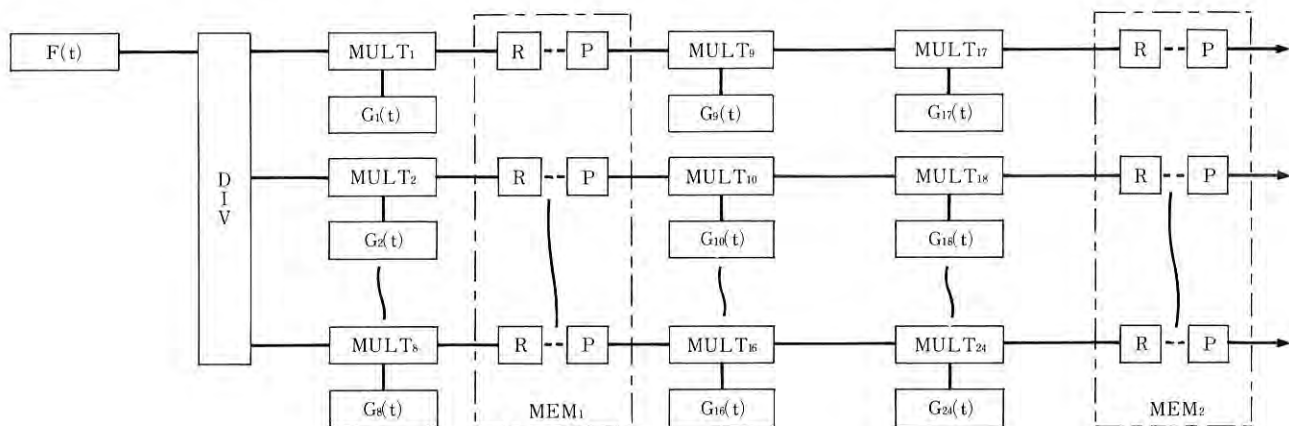 F(t)
DIV
MULT₁ R P MULT₉ MULT₁₇ R P
G₁(t) G₉(t) G₁₇(t)
MULT₂ R P MULT₁₀ MULT₁₈ R P
G₂(t) G₁₀(t) G₁₈(t)
MULT₈ R P MULT₁₆ MULT₂₄ R P
G₈(t) MEM₁ G₁₆(t) G₂₄(t) MEM₂